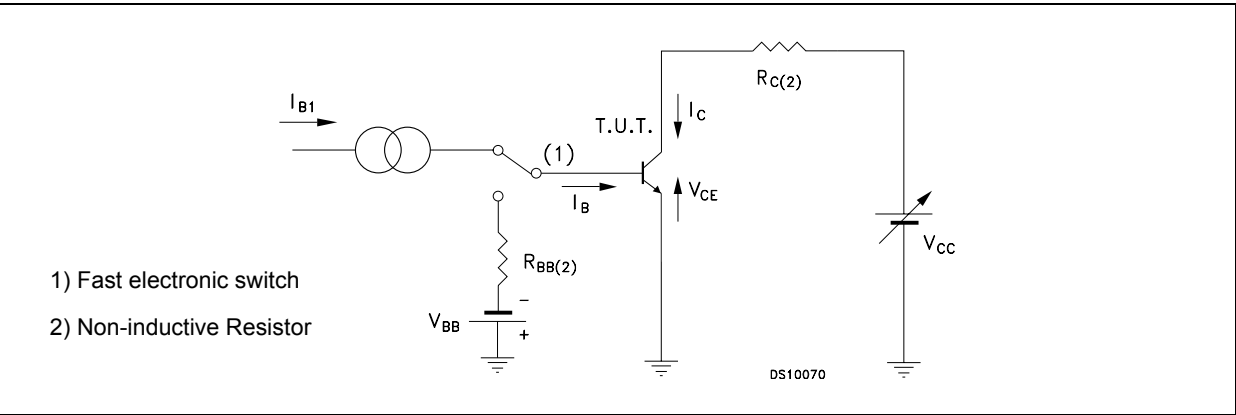 I_B1
R_C(2)
I_C
T.U.T.
(1)
V_CE
I_B
V_CC
R_BB(2)
1) Fast electronic switch
2) Non-inductive Resistor
−
V_BB
+
DS10070